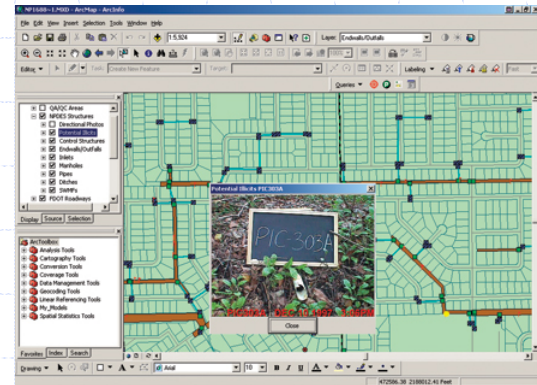 NP1600~1.MXD - ArcMap - ArcInfo
File Edit View Insert Selection Tools Window Help
1:5,924
Layer: Endwalls/Outfalls
Editor
Task: Create New Feature
Target:
Labeling
Fast
Queries
QA/QC Areas
NPDES Structures
Directional Photos
Potential Illicits
Control Structures
Endwalls/Outfalls
Inlets
Manholes
Pipes
Ditches
SWMFs
FDOT Roadways
Display Source Selection
ArcToolbox
Analysis Tools
Cartography Tools
Conversion Tools
Coverage Tools
Data Management Tools
Geocoding Tools
Linear Referencing Tools
My_Models
Spatial Statistics Tools
Favorites Index Search
Potential Illicits PIC303A
PIC-303A
Close
Drawing
A
Arial
10
B I U A
472586.38 2188012.41 Feet